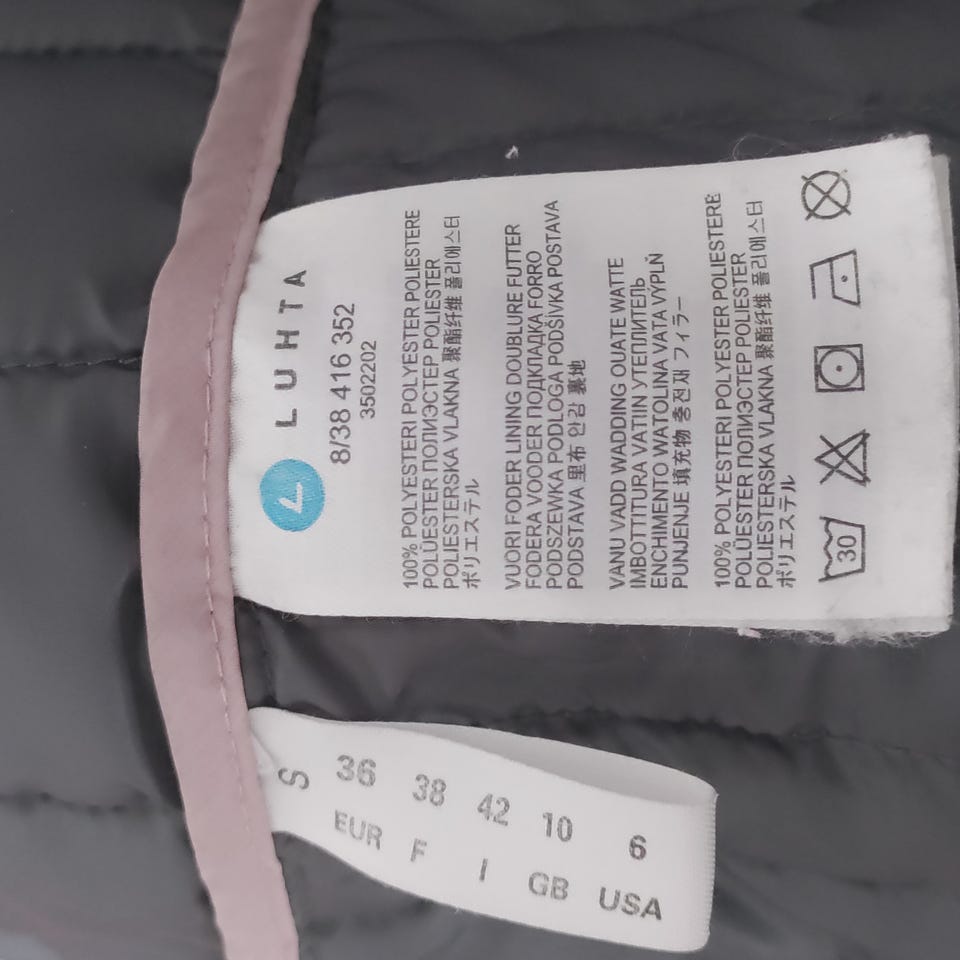 LUHTA
8/38 416 352
3502202
100% POLYESTERI POLYESTER POLIESTERE
POLÜESTER ПОЛИЭСТЕР POLIESTER
POLIESTERSKA VLAKNA 聚酯纤维 폴리에스터
ポリエステル
VUORI FODER LINING DOUBLURE FUTTER
FODERA VOODER ПОДКЛАДКА FORRO
PODSZEWKA PODLOGA PODŠÍVKA POSTAVA
PODSTAVA 里布 안감 裏地
VANU VADD WADDING OUATE WATTE
IMBOTTITURA VATIIN УТЕПЛИТЕЛЬ
ENCHIMENTO WATOLINA VATA VÝPLŇ
PUNJENJE 填充物 충전재 フィラー
100% POLYESTERI POLYESTER POLIESTERE
POLÜESTER ПОЛИЭСТЕР POLIESTER
POLIESTERSKA VLAKNA 聚酯纤维 폴리에스터
ポリエステル
30
S
EUR 36
F 38
I 42
GB 10
USA 6